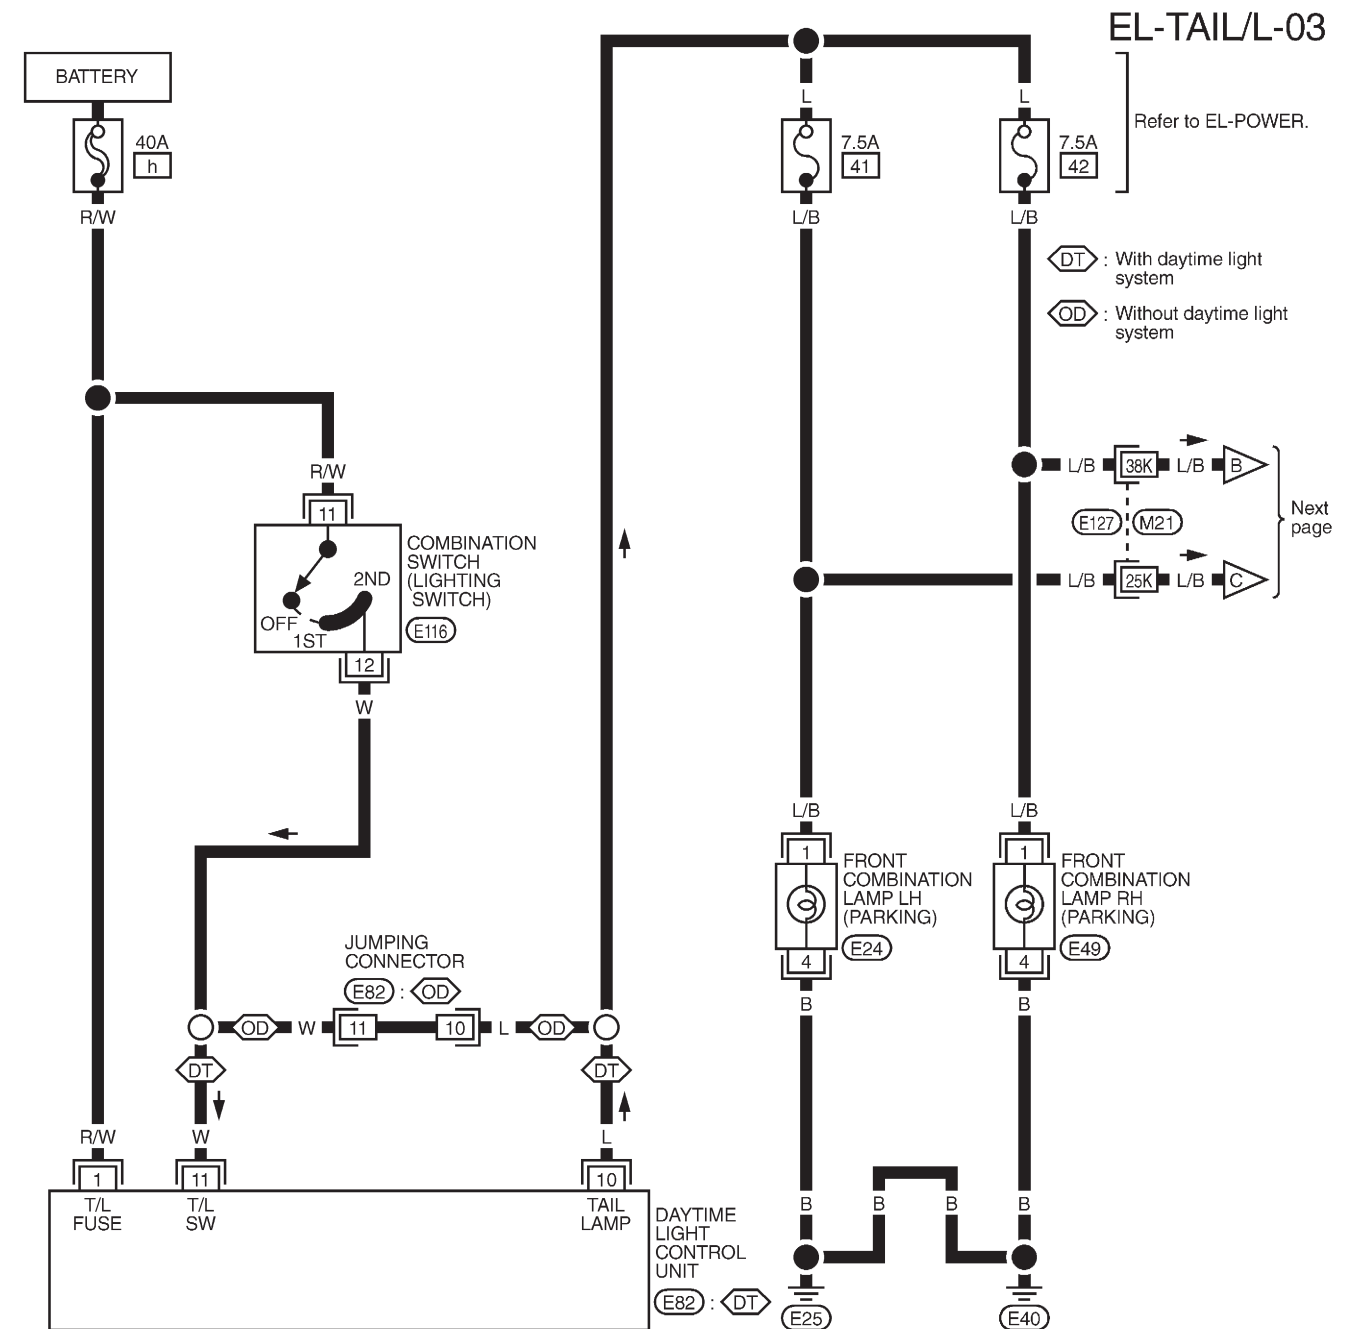 EL-TAIL/L-03
BATTERY
40A
h
R/W
L
L
7.5A
41
7.5A
42
Refer to EL-POWER.
L/B
L/B
DT : With daytime light
system
OD : Without daytime light
system
R/W
11
COMBINATION
SWITCH
(LIGHTING
SWITCH)
E116
2ND
OFF
1ST
12
W
L/B
38K
L/B
B
E127
M21
Next
page
L/B
25K
L/B
C
L/B
L/B
1
FRONT
COMBINATION
LAMP LH
(PARKING)
E24
4
B
1
FRONT
COMBINATION
LAMP RH
(PARKING)
E49
4
B
JUMPING
CONNECTOR
E82 : OD
OD
W
11
10
L
OD
DT
DT
R/W
W
L
1
11
10
T/L
FUSE
T/L
SW
TAIL
LAMP
DAYTIME
LIGHT
CONTROL
UNIT
E82 : DT
B
B
B
B
E25
E40